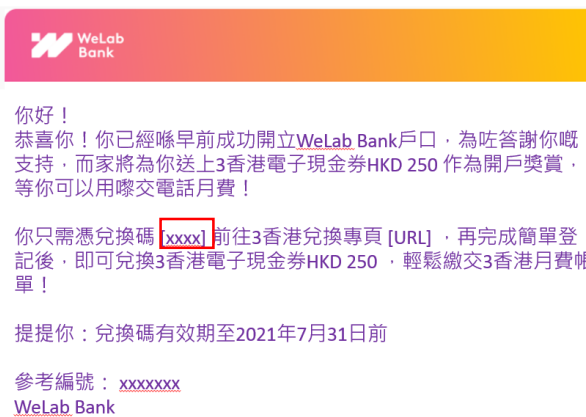 WeLab
Bank
你好！
恭喜你！你已經喺早前成功開立WeLab Bank戶口，為咗答謝你嘅
支持，而家將為你送上3香港電子現金券HKD 250 作為開戶獎賞，
等你可以用嚟交電話月費！
你只需憑兌換碼 [xxxx] 前往3香港兌換專頁 [URL] ，再完成簡單登
記後，即可兌換3香港電子現金券HKD 250 ，輕鬆繳交3香港月費帳
單！
提提你：兌換碼有效期至2021年7月31日前
參考編號： xxxxxxx
WeLab Bank